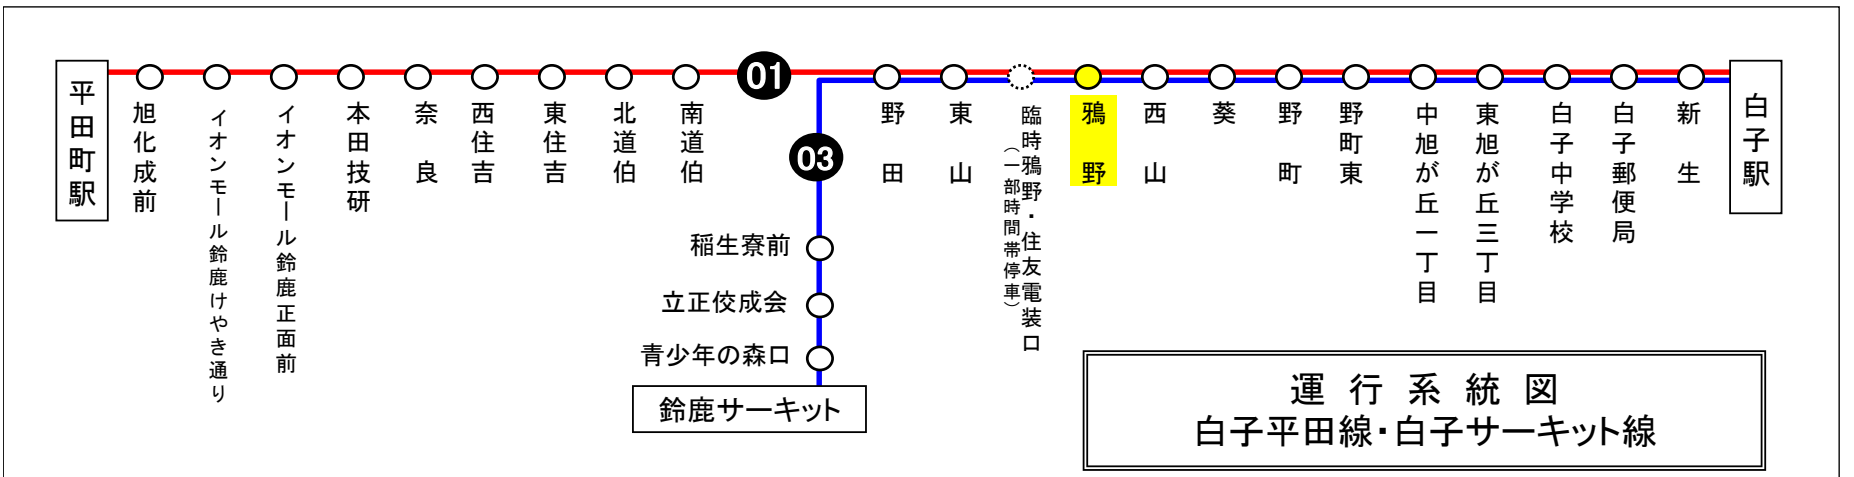 平田町駅
旭化成前
イオンモール鈴鹿けやき通り
イオンモール鈴鹿正面前
本田技研
奈良
西住吉
東住吉
北道伯
南道伯
01
03
野田
東山
臨時鴉野・住友電装口
（一部時間帯停車）
鴉野
西山
葵
野町
野町東
中旭が丘一丁目
東旭が丘三丁目
白子中学校
白子郵便局
新生
白子駅
稲生寮前
立正佼成会
青少年の森口
鈴鹿サーキット
運行系統図
白子平田線・白子サーキット線